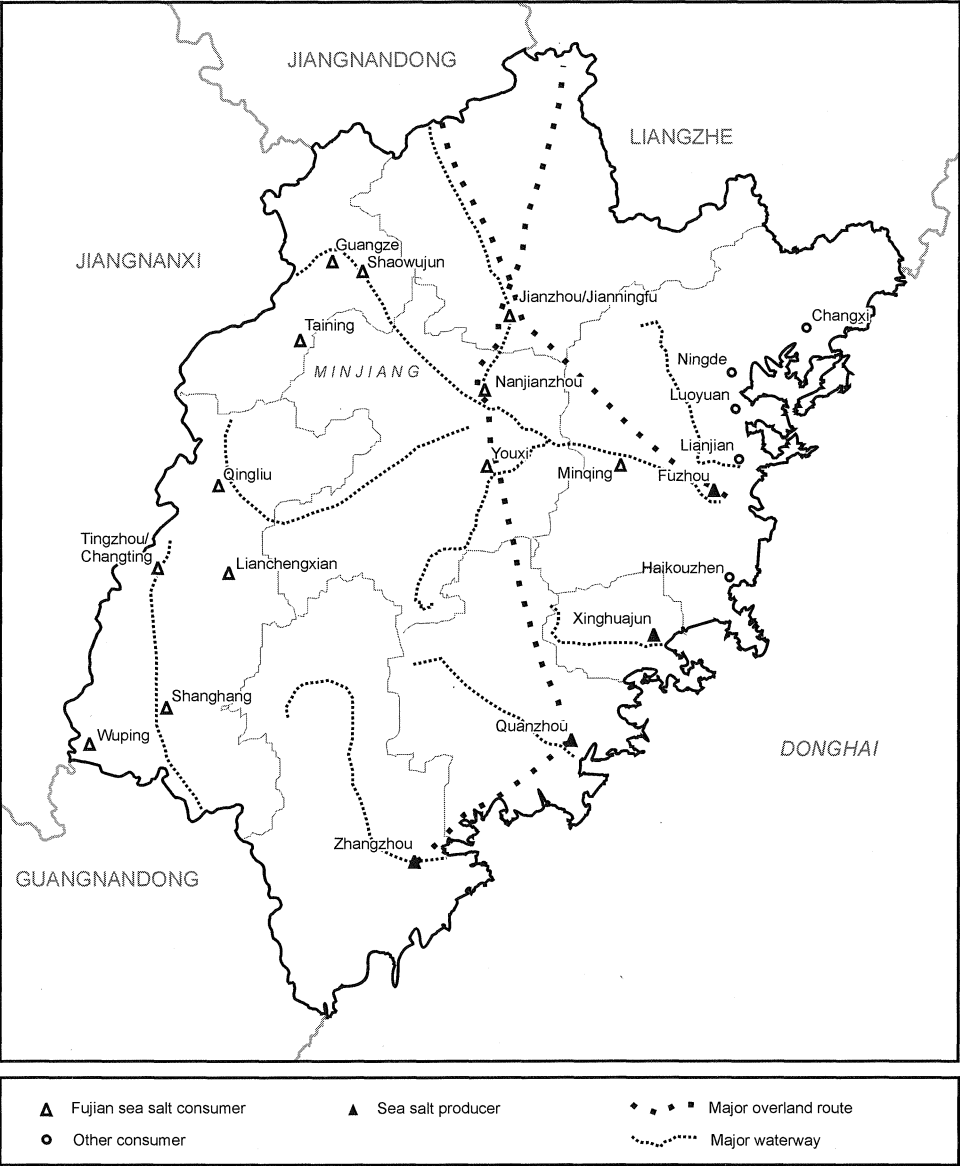 JIANGNANDONG
LIANGZHE
JIANGNANXI
Guangze
Shaowujun
Jianzhou/Jianningfu
Changxi
Taining
Ningde
MINJIANG
Nanjianzhou
Luoyuan
Lianjian
Youxi
Minqing
Fuzhou
Qingliu
Tingzhou/
Changting
Lianchengxian
Haikouzhen
Xinghuajun
Shanghang
Quanzhou
Wuping
DONGHAI
Zhangzhou
GUANGNANDONG
Fujian sea salt consumer
Sea salt producer
Major overland route
Other consumer
Major waterway